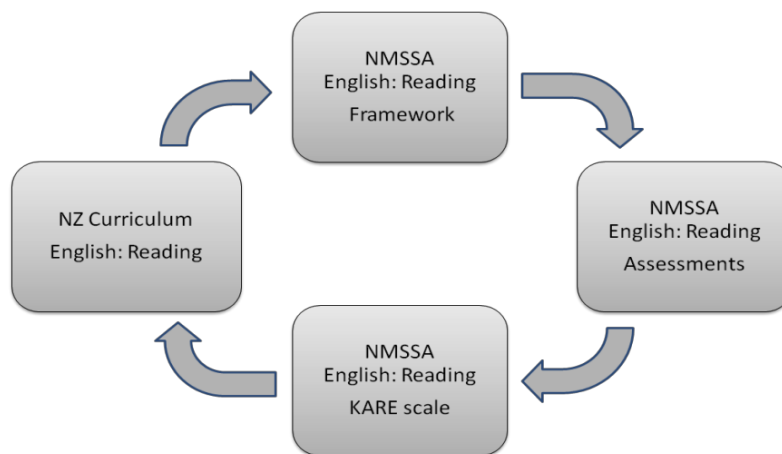 NMSSA
English: Reading
Framework
NZ Curriculum
English: Reading
NMSSA
English: Reading
Assessments
NMSSA
English: Reading
KARE scale